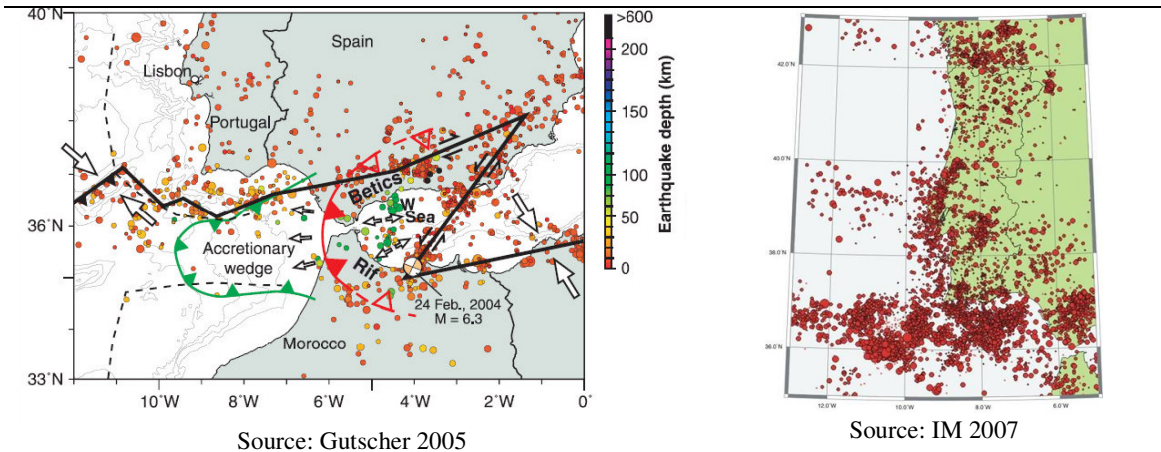 40˚N
Spain
Lisbon
Portugal
36˚N
Betics
W
Sea
Accretionary
wedge
Rif
24 Feb., 2004
M = 6.3
Morocco
33˚N
10˚W
8˚W
6˚W
4˚W
2˚W
0˚
>600
200
150
100
50
0
Earthquake depth (km)
Source: Gutscher 2005
42.0˚N
40.0˚N
38.0˚N
36.0˚N
12.0˚W
10.0˚W
8.0˚W
6.0˚W
Source: IM 2007